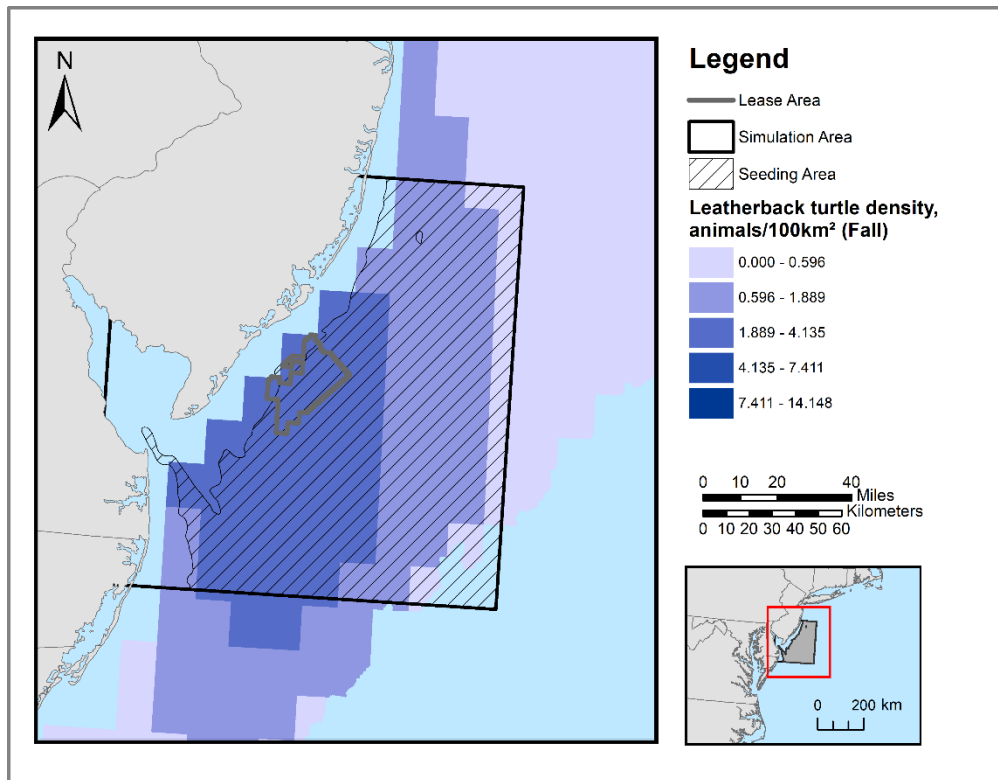 N
Legend
Lease Area
Simulation Area
Seeding Area
Leatherback turtle density,
animals/100km² (Fall)
0.000 - 0.596
0.596 - 1.889
1.889 - 4.135
4.135 - 7.411
7.411 - 14.148
0 10 20 40
Miles
Kilometers
0 10 20 30 40 50 60
0 200 km